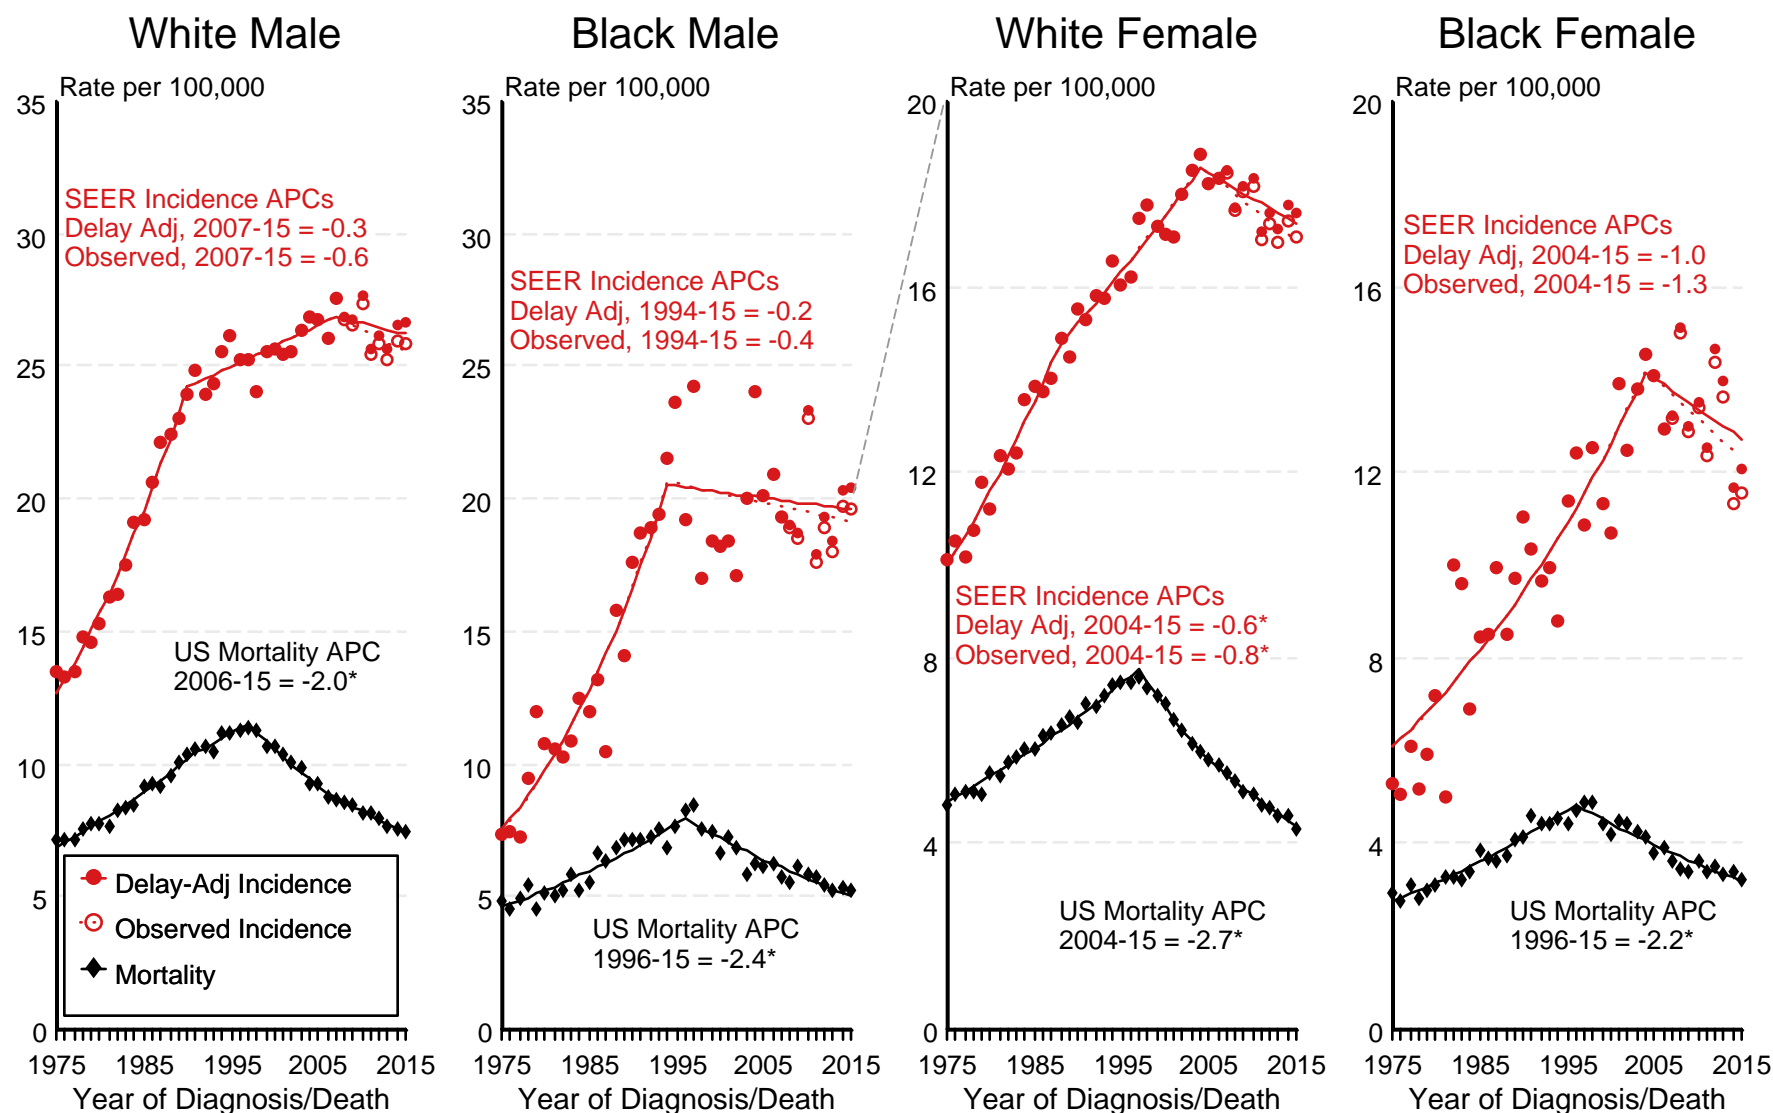 White Male
Rate per 100,000
35
30
25
20
15
10
5
0
SEER Incidence APCs
Delay Adj, 2007-15 = -0.3
Observed, 2007-15 = -0.6
US Mortality APC
2006-15 = -2.0*
Delay-Adj Incidence
Observed Incidence
Mortality
1975 1985 1995 2005 2015
Year of Diagnosis/Death
Black Male
Rate per 100,000
35
30
25
20
15
10
5
0
SEER Incidence APCs
Delay Adj, 1994-15 = -0.2
Observed, 1994-15 = -0.4
US Mortality APC
1996-15 = -2.4*
1975 1985 1995 2005 2015
Year of Diagnosis/Death
White Female
Rate per 100,000
20
16
12
8
4
0
SEER Incidence APCs
Delay Adj, 2004-15 = -0.6*
Observed, 2004-15 = -0.8*
US Mortality APC
2004-15 = -2.7*
1975 1985 1995 2005 2015
Year of Diagnosis/Death
Black Female
Rate per 100,000
20
16
12
8
4
0
SEER Incidence APCs
Delay Adj, 2004-15 = -1.0
Observed, 2004-15 = -1.3
US Mortality APC
1996-15 = -2.2*
1975 1985 1995 2005 2015
Year of Diagnosis/Death